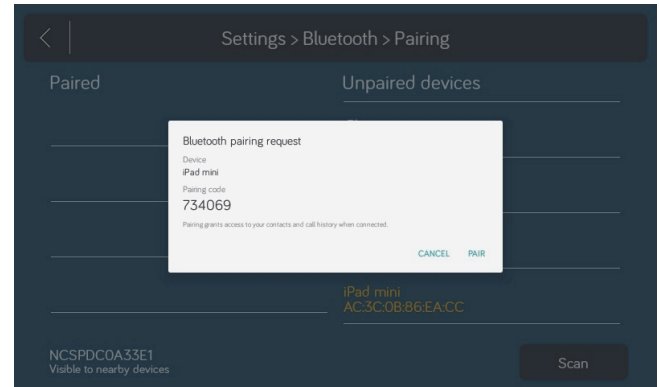 Settings > Bluetooth > Pairing
Paired
Unpaired devices
Bluetooth pairing request
Device
iPad mini
Pairing code
734069
Pairing grants access to your contacts and call history when connected.
CANCEL PAIR
iPad mini
AC:3C:0B:86:EA:CC
NCSPDC0A33E1
Visible to nearby devices
Scan